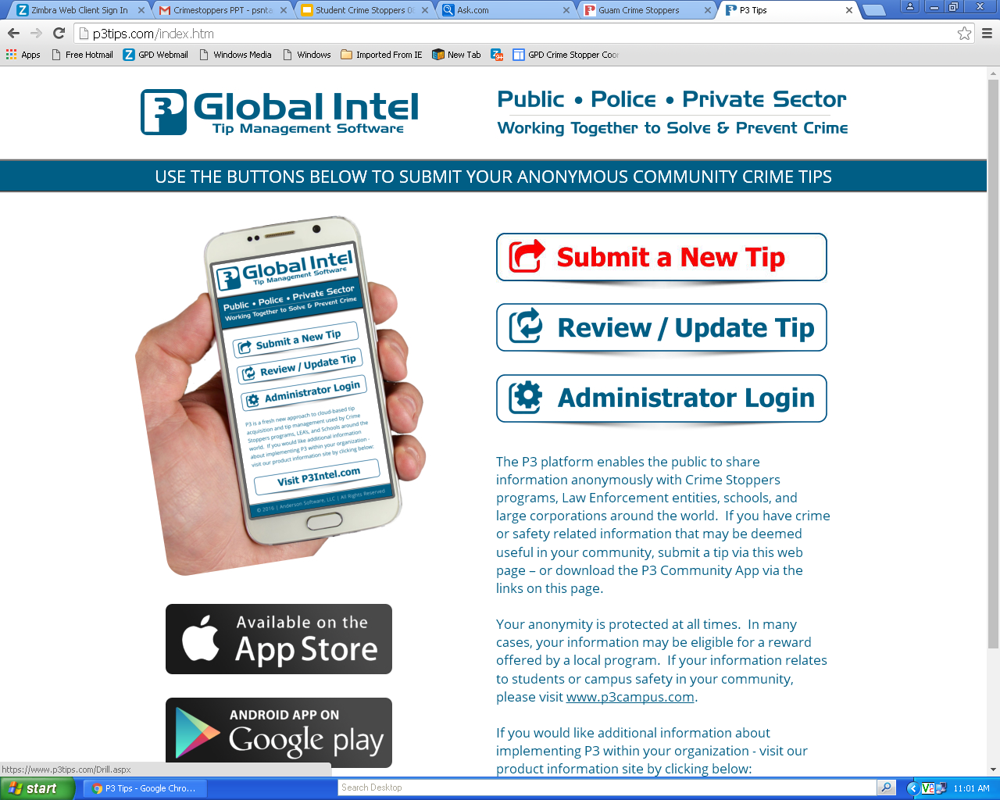 Zimbra Web Client Sign In
Crimestoppers PPT - psnta
Student Crime Stoppers 08
Ask.com
Guam Crime Stoppers
P3 Tips
p3tips.com/index.htm
Apps
Free Hotmail
GPD Webmail
Windows Media
Windows
Imported From IE
New Tab
GPD Crime Stopper Coor
Global Intel
Tip Management Software
Public • Police • Private Sector
Working Together to Solve & Prevent Crime
USE THE BUTTONS BELOW TO SUBMIT YOUR ANONYMOUS COMMUNITY CRIME TIPS
Global Intel
Tip Management Software
Public • Police • Private Sector
Working Together to Solve & Prevent Crime
Submit a New Tip
Review / Update Tip
Administrator Login
P3 is a fresh new approach to cloud-based tip
acquisition and tip management used by Crime
Stoppers programs, LEA's, and Schools around the
world.  If you would like additional information
about implementing P3 within your organization -
visit our product information site by clicking below:
Visit P3Intel.com
© 2016 | Anderson Software, LLC | All Rights Reserved
Available on the
App Store
ANDROID APP ON
Google play
Submit a New Tip
Review / Update Tip
Administrator Login
The P3 platform enables the public to share
information anonymously with Crime Stoppers
programs, Law Enforcement entities, schools, and
large corporations around the world.  If you have crime
or safety related information that may be deemed
useful in your community, submit a tip via this web
page – or download the P3 Community App via the
links on this page.
Your anonymity is protected at all times.  In many
cases, your information may be eligible for a reward
offered by a local program.  If your information relates
to students or campus safety in your community,
please visit www.p3campus.com.
If you would like additional information about
implementing P3 within your organization - visit our
product information site by clicking below:
https://www.p3tips.com/Drill.aspx
start
P3 Tips - Google Chro...
Search Desktop
11:01 AM